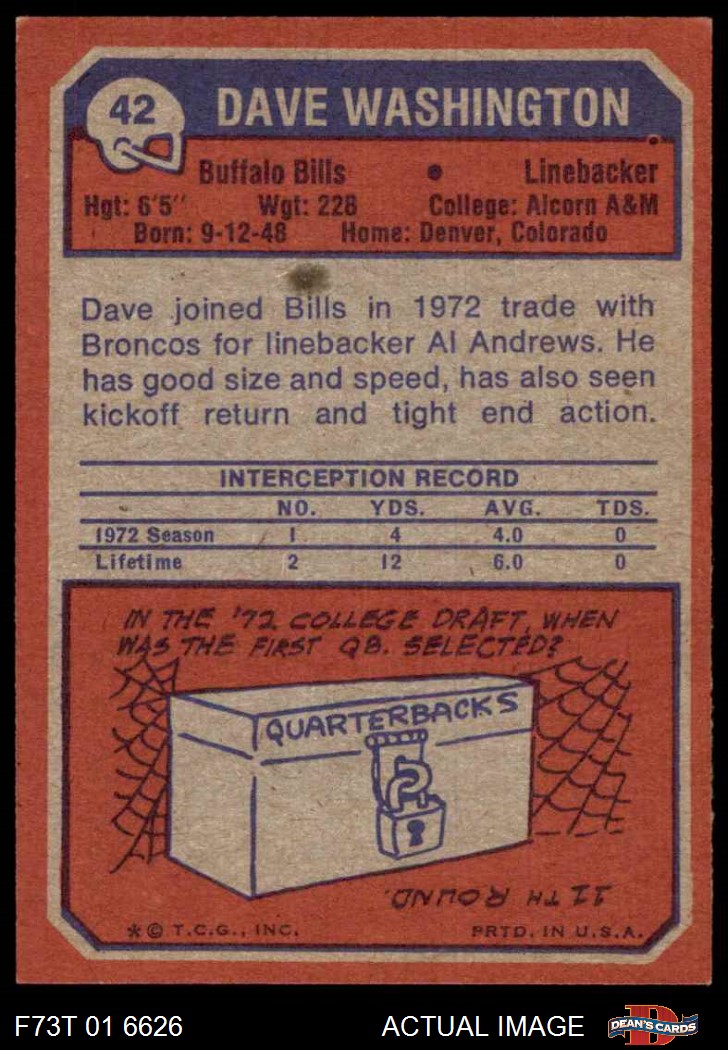 42
DAVE WASHINGTON
Buffalo Bills • Linebacker
Hgt: 6'5" Wgt: 228 College: Alcorn A&M
Born: 9-12-48 Home: Denver, Colorado
Dave joined Bills in 1972 trade with
Broncos for linebacker Al Andrews. He
has good size and speed, has also seen
kickoff return and tight end action.
INTERCEPTION RECORD
NO. YDS. AVG. TDS.
1972 Season 1 4 4.0 0
Lifetime 2 12 6.0 0
IN THE '72 COLLEGE DRAFT, WHEN
WAS THE FIRST QB. SELECTED?
QUARTERBACKS
11TH ROUND.
* © T.C.G., INC. PRTD. IN U.S.A.
F73T 01 6626 ACTUAL IMAGE D DEAN'S CARDS